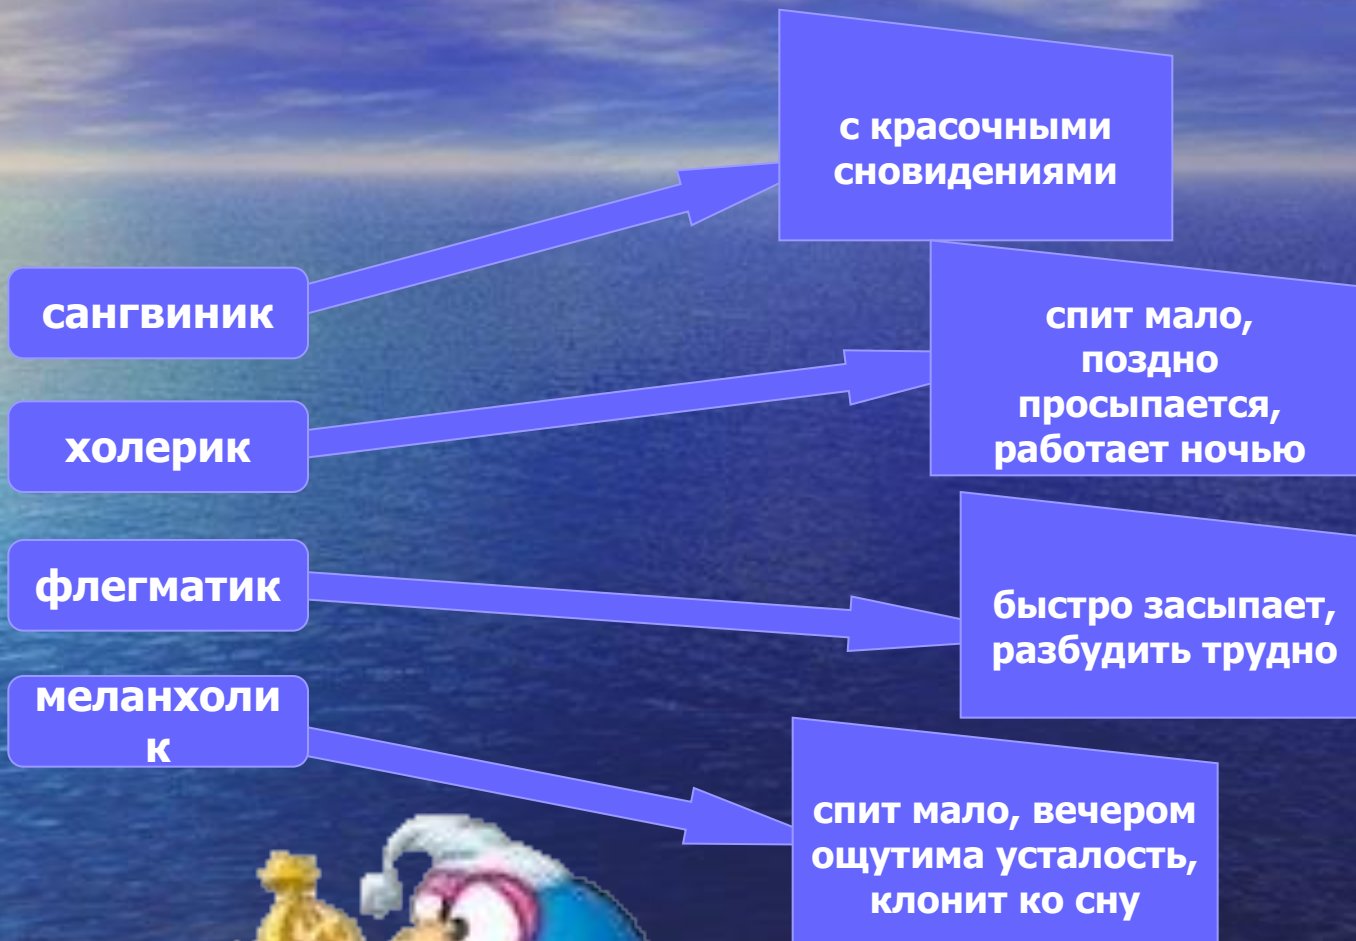 с красочными
сновидениями
сангвиник
спит мало,
поздно
просыпается,
работает ночью
холерик
флегматик
быстро засыпает,
разбудить трудно
меланхоли
к
спит мало, вечером
ощутима усталость,
клонит ко сну